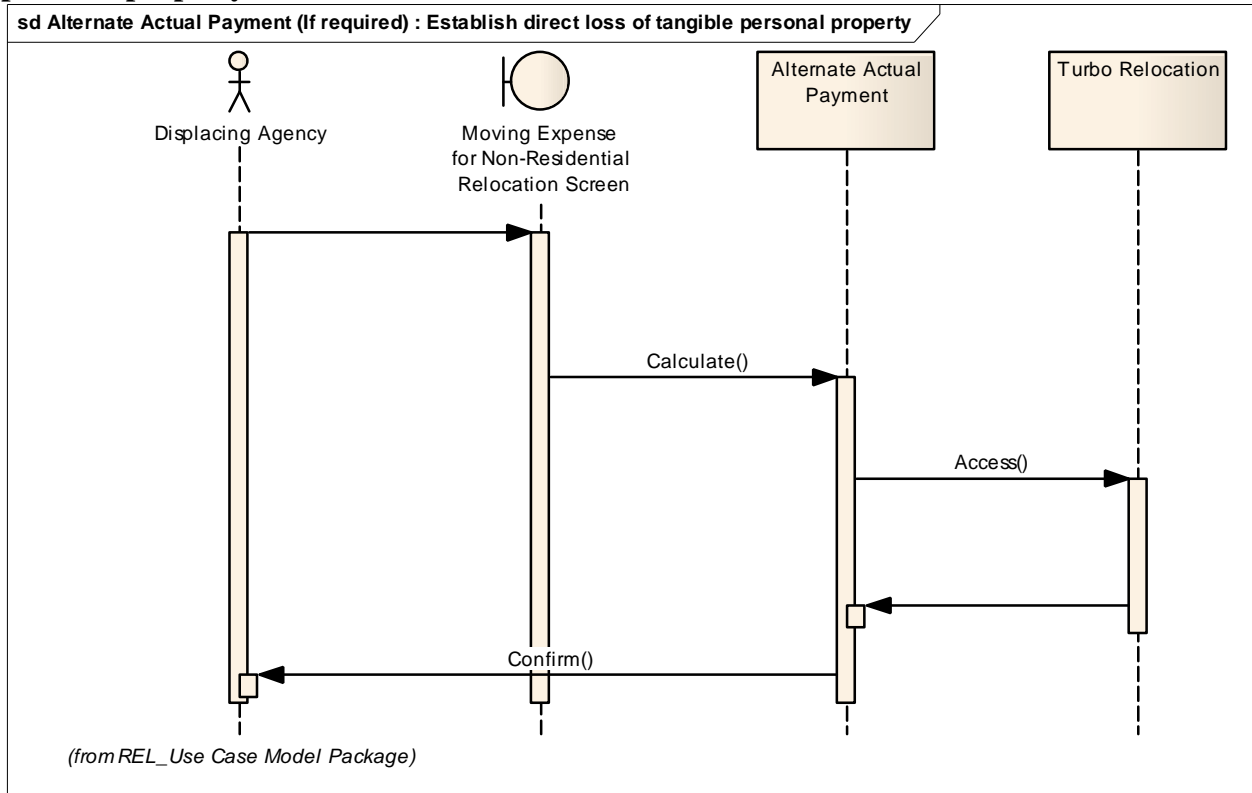 sd Alternate Actual Payment (If required) : Establish direct loss of tangible personal property
Displacing Agency
Moving Expense
for Non-Residential
Relocation Screen
Alternate Actual
Payment
Turbo Relocation
Calculate()
Access()
Confirm()
(from REL_Use Case Model Package)